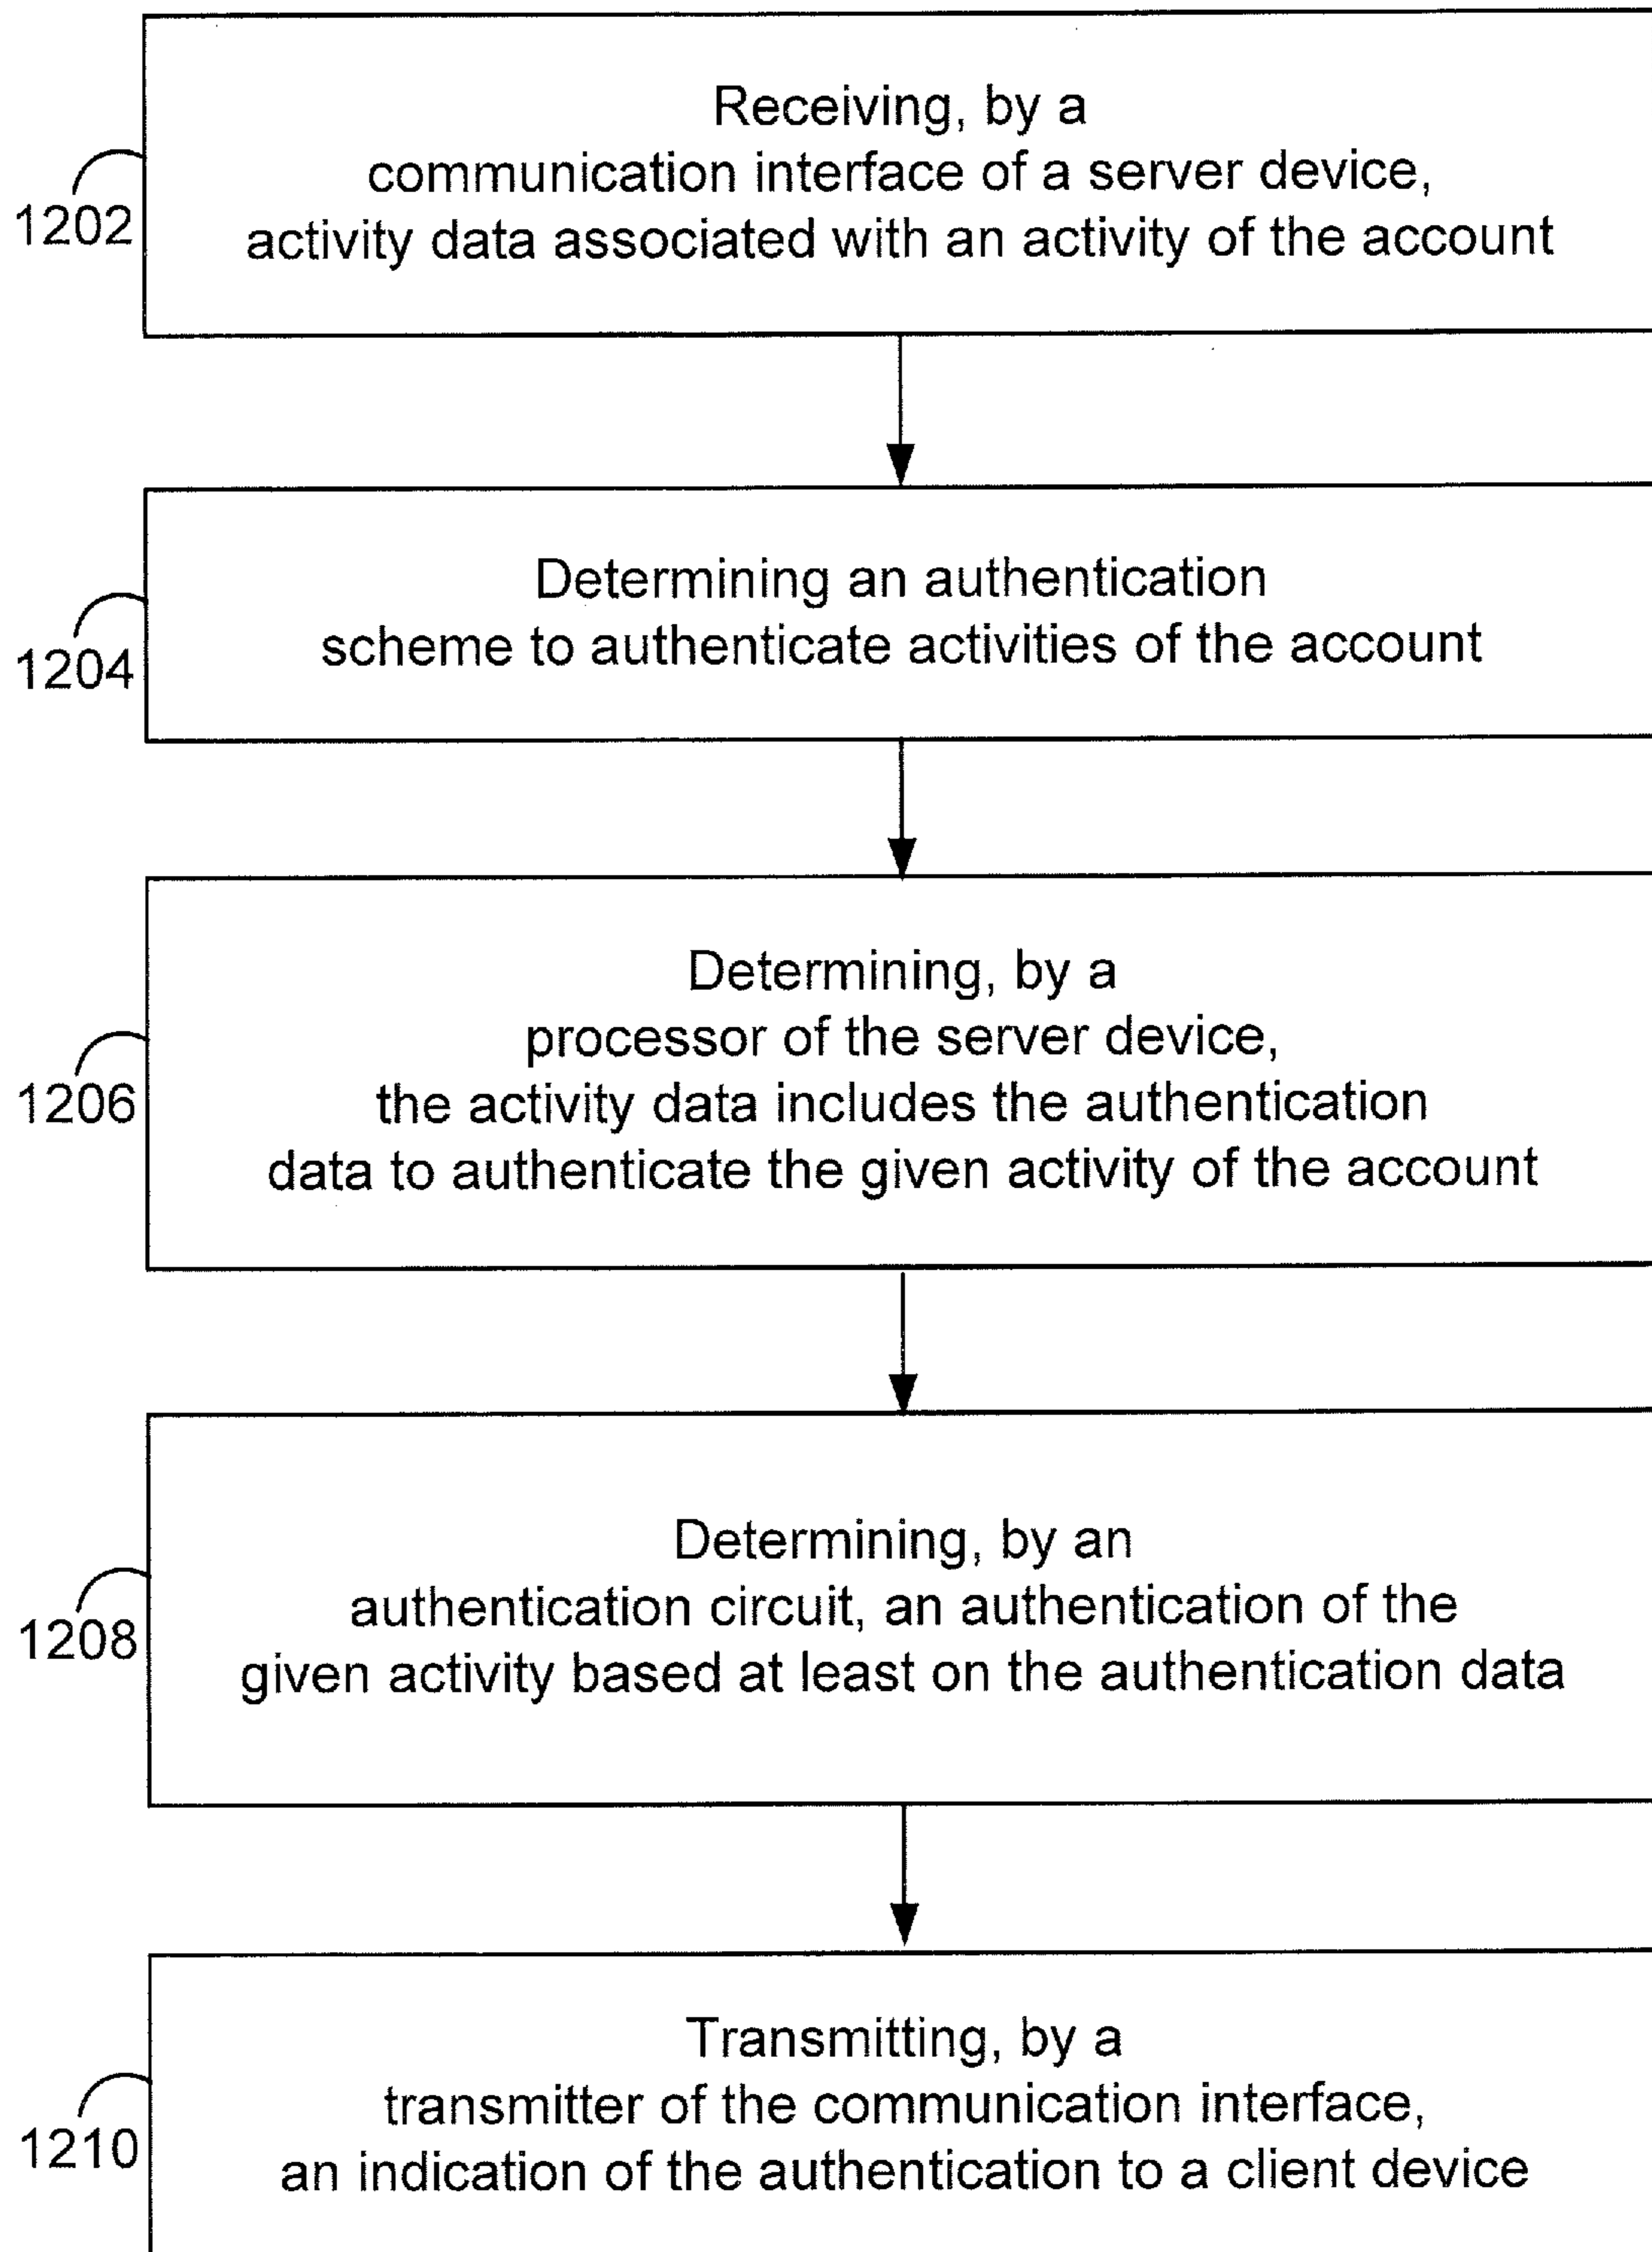 Receiving, by a
communication interface of a server device,
activity data associated with an activity of the account
1202
Determining an authentication
scheme to authenticate activities of the account
1204
Determining, by a
processor of the server device,
the activity data includes the authentication
data to authenticate the given activity of the account
1206
Determining, by an
authentication circuit, an authentication of the
given activity based at least on the authentication data
1208
Transmitting, by a
transmitter of the communication interface,
an indication of the authentication to a client device
1210